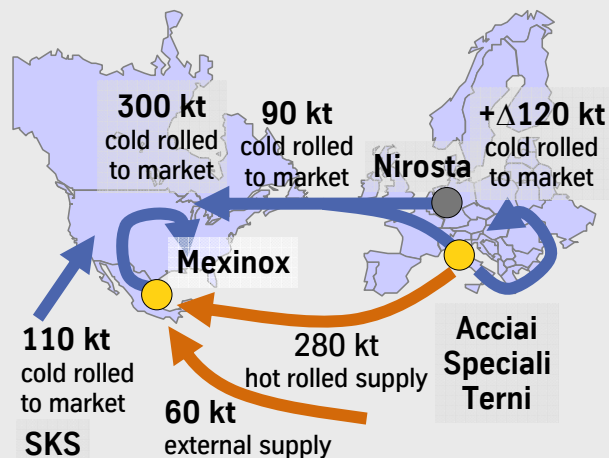 300 kt
cold rolled
to market
90 kt
cold rolled
to market
+Δ120 kt
cold rolled
to market
Nirosta
Mexinox
110 kt
cold rolled
to market
SKS
280 kt
hot rolled supply
60 kt
external supply
Acciai
Speciali
Terni